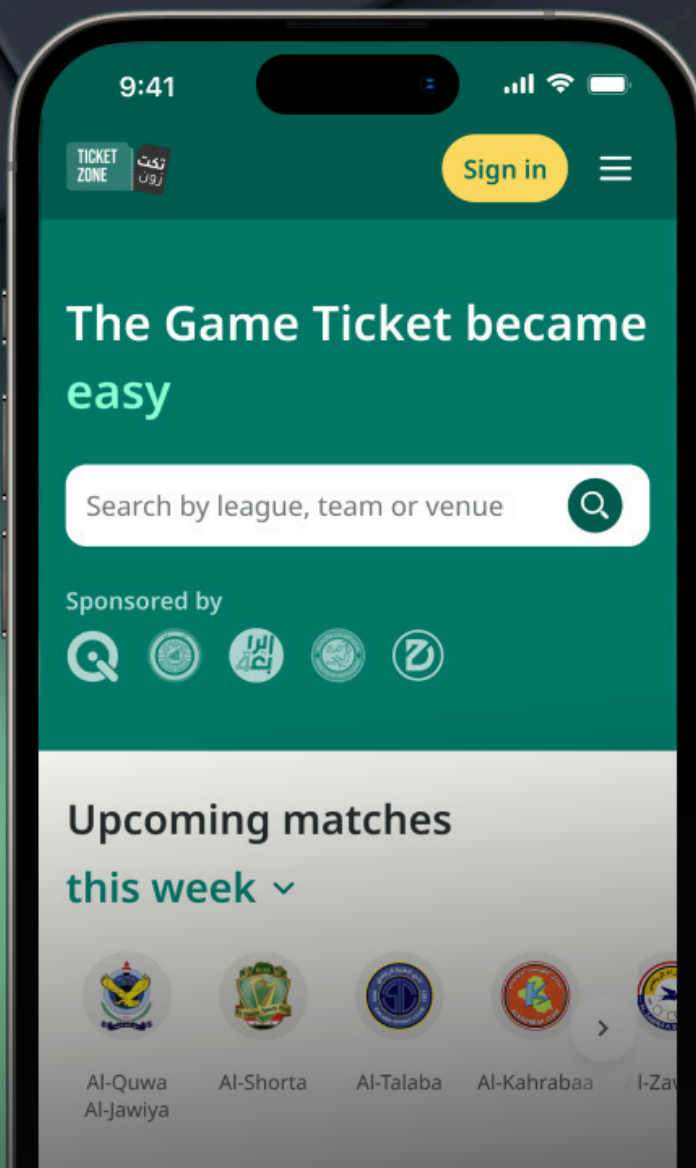 9:41
TICKET
ZONE
تكت
زون
Sign in
The Game Ticket became
easy
Search by league, team or venue
Sponsored by
Upcoming matches
this week
Al-Quwa
Al-Jawiya
Al-Shorta
Al-Talaba
Al-Kahrabaa